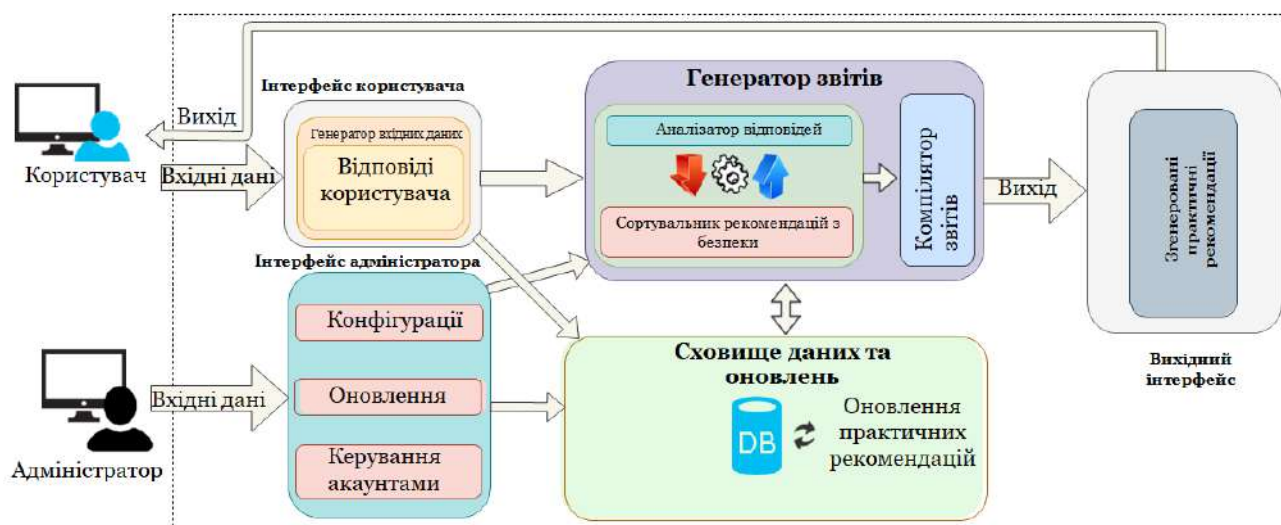 Інтерфейс користувача
Генератор звітів
Вихід
Генератор вхідних даних
Аналізатор відповідей
Користувач
Вхідні дані
Відповіді
користувача
Сортувальник рекомендацій з
безпеки
Компілятор
звітів
Вихід
Згенеровані
практичні
рекомендації
Інтерфейс адміністратора
Конфігурації
Сховище даних та
оновлень
Вихідний
інтерфейс
Вхідні дані
Оновлення
DB
Оновлення
практичних
рекомендацій
Адміністратор
Керування
акаунтами